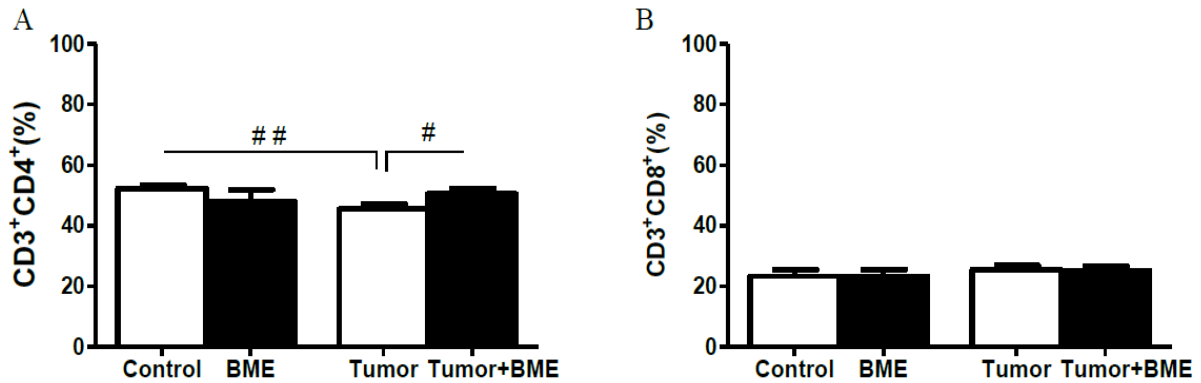 A
CD3⁺CD4⁺(%)
100
80
60
40
20
0
# #
#
Control BME Tumor Tumor+BME
B
CD3⁺CD8⁺(%)
100
80
60
40
20
0
Control BME Tumor Tumor+BME